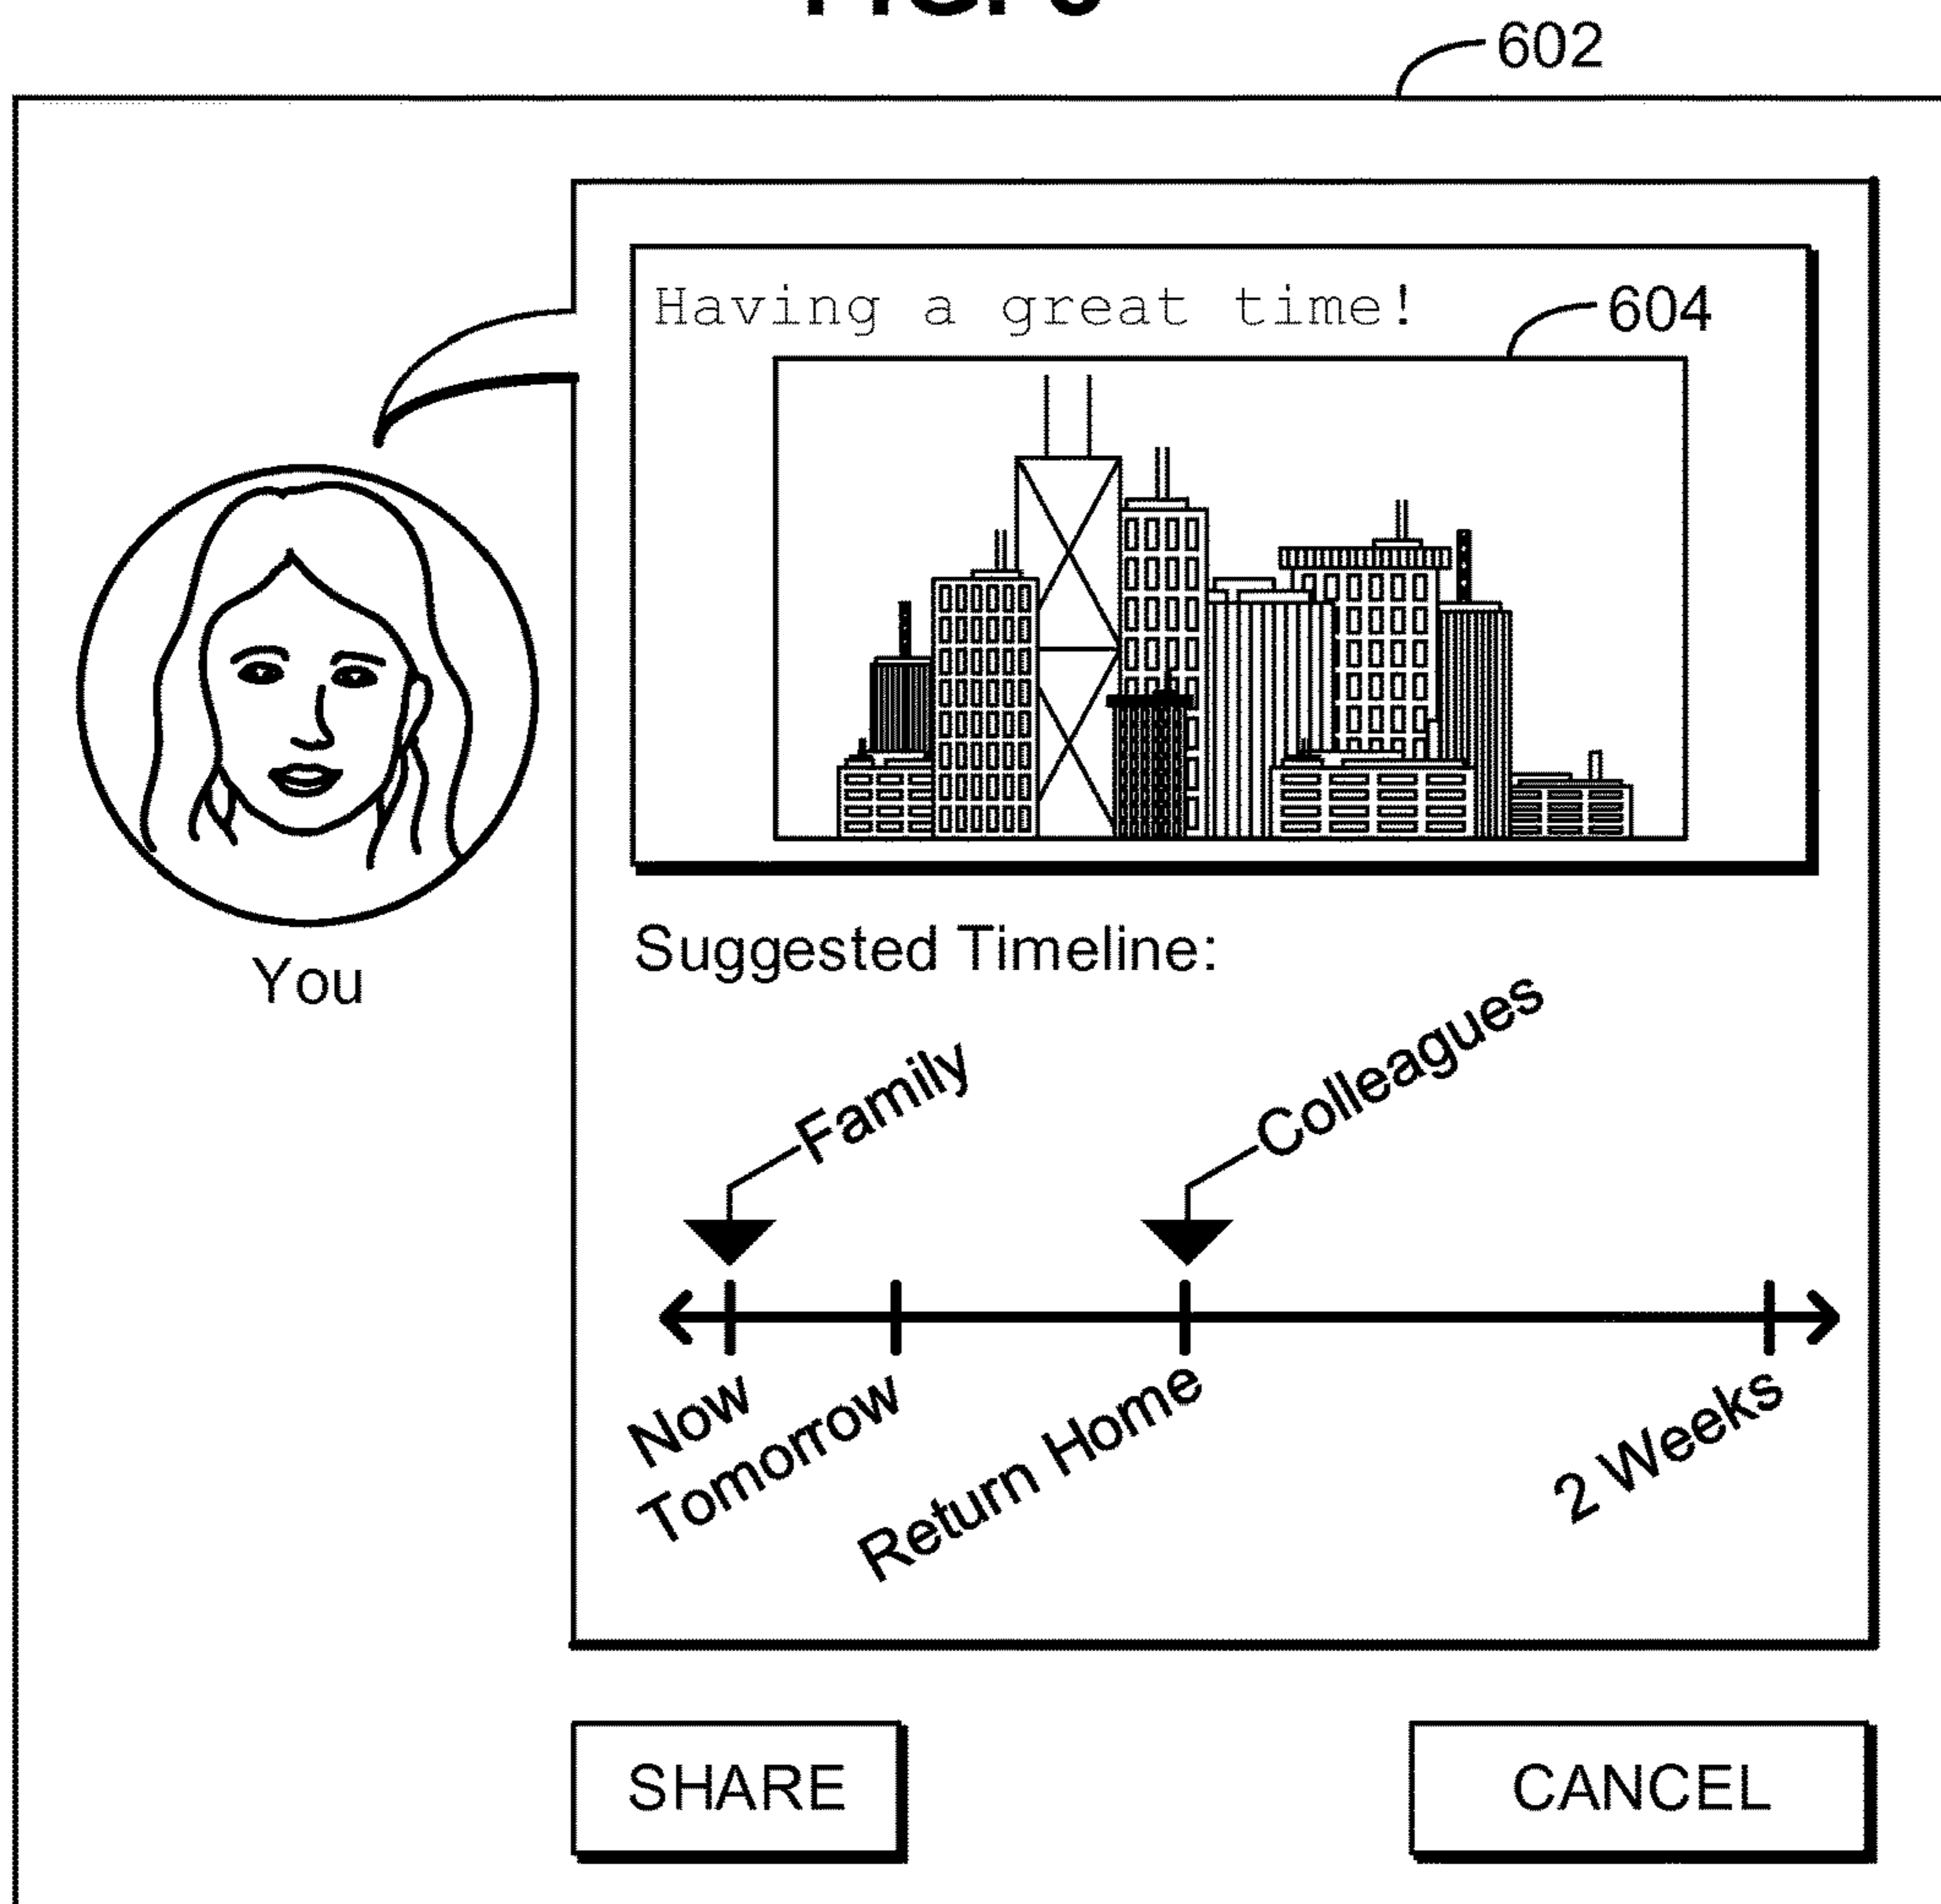 602
Having a great time!
604
You
Suggested Timeline:
Family
Colleagues
Now
Tomorrow
Return Home
2 Weeks
SHARE
CANCEL